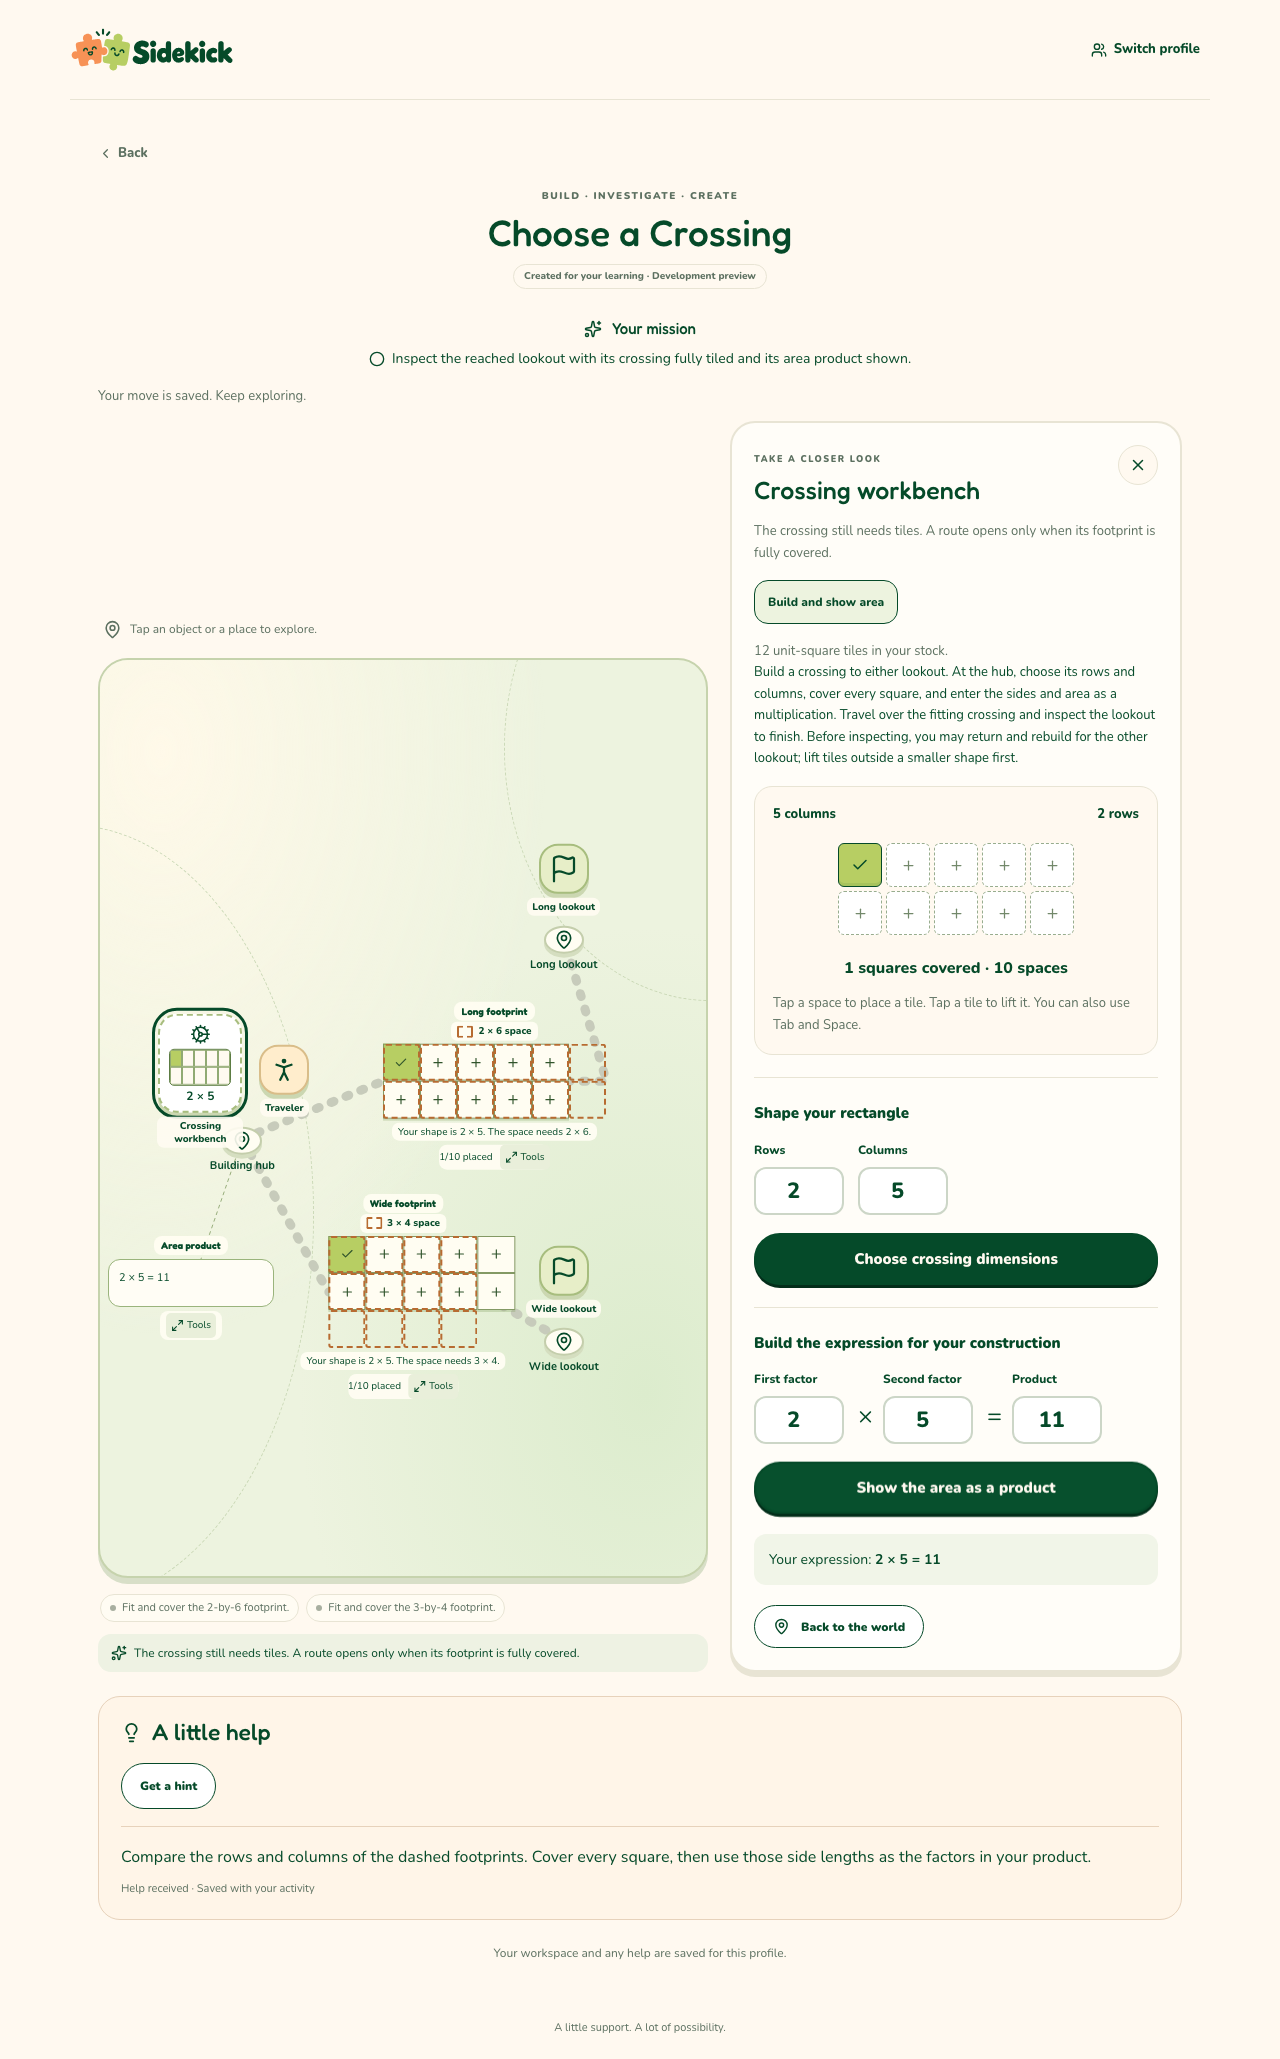 Sidekick
Switch profile
Back
BUILD · INVESTIGATE · CREATE
Choose a Crossing
Created for your learning · Development preview
Your mission
Inspect the reached lookout with its crossing fully tiled and its area product shown.
Your move is saved. Keep exploring.
Tap an object or a place to explore.
Long lookout
Long lookout
Long footprint
2 × 6 space
2 × 5
Crossing
workbench
Traveler
Building hub
Your shape is 2 × 5. The space needs 2 × 6.
1/10 placed
Tools
Wide footprint
3 × 4 space
Area product
2 × 5 = 11
Tools
Wide lookout
Wide lookout
Your shape is 2 × 5. The space needs 3 × 4.
1/10 placed
Tools
Fit and cover the 2-by-6 footprint.
Fit and cover the 3-by-4 footprint.
The crossing still needs tiles. A route opens only when its footprint is fully covered.
TAKE A CLOSER LOOK
Crossing workbench
The crossing still needs tiles. A route opens only when its footprint is
fully covered.
Build and show area
12 unit-square tiles in your stock.
Build a crossing to either lookout. At the hub, choose its rows and
columns, cover every square, and enter the sides and area as a
multiplication. Travel over the fitting crossing and inspect the lookout
to finish. Before inspecting, you may return and rebuild for the other
lookout; lift tiles outside a smaller shape first.
5 columns
2 rows
1 squares covered · 10 spaces
Tap a space to place a tile. Tap a tile to lift it. You can also use
Tab and Space.
Shape your rectangle
Rows
Columns
2
5
Choose crossing dimensions
Build the expression for your construction
First factor
Second factor
Product
2 × 5 = 11
Show the area as a product
Your expression: 2 × 5 = 11
Back to the world
A little help
Get a hint
Compare the rows and columns of the dashed footprints. Cover every square, then use those side lengths as the factors in your product.
Help received · Saved with your activity
Your workspace and any help are saved for this profile.
A little support. A lot of possibility.